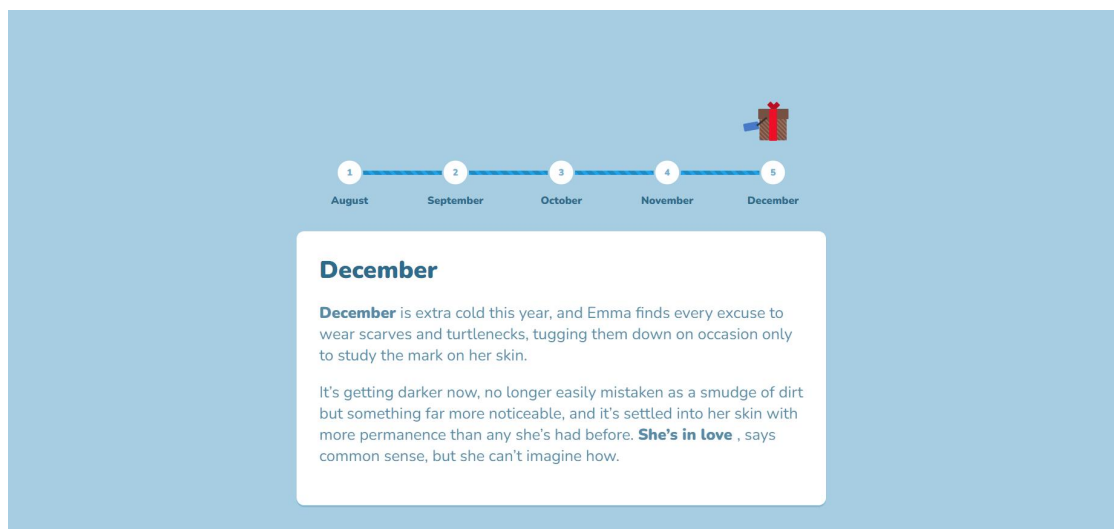 1 2 3 4 5
August September October November December
December
December is extra cold this year, and Emma finds every excuse to
wear scarves and turtlenecks, tugging them down on occasion only
to study the mark on her skin.
It’s getting darker now, no longer easily mistaken as a smudge of dirt
but something far more noticeable, and it’s settled into her skin with
more permanence than any she’s had before. She’s in love , says
common sense, but she can’t imagine how.